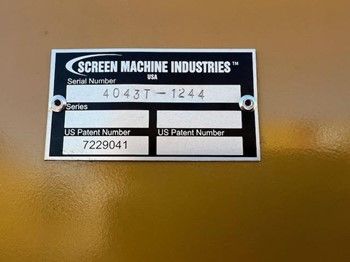 SCREEN MACHINE INDUSTRIES™
USA
Serial Number
4043T-1244
Series
US Patent Number US Patent Number
7229041